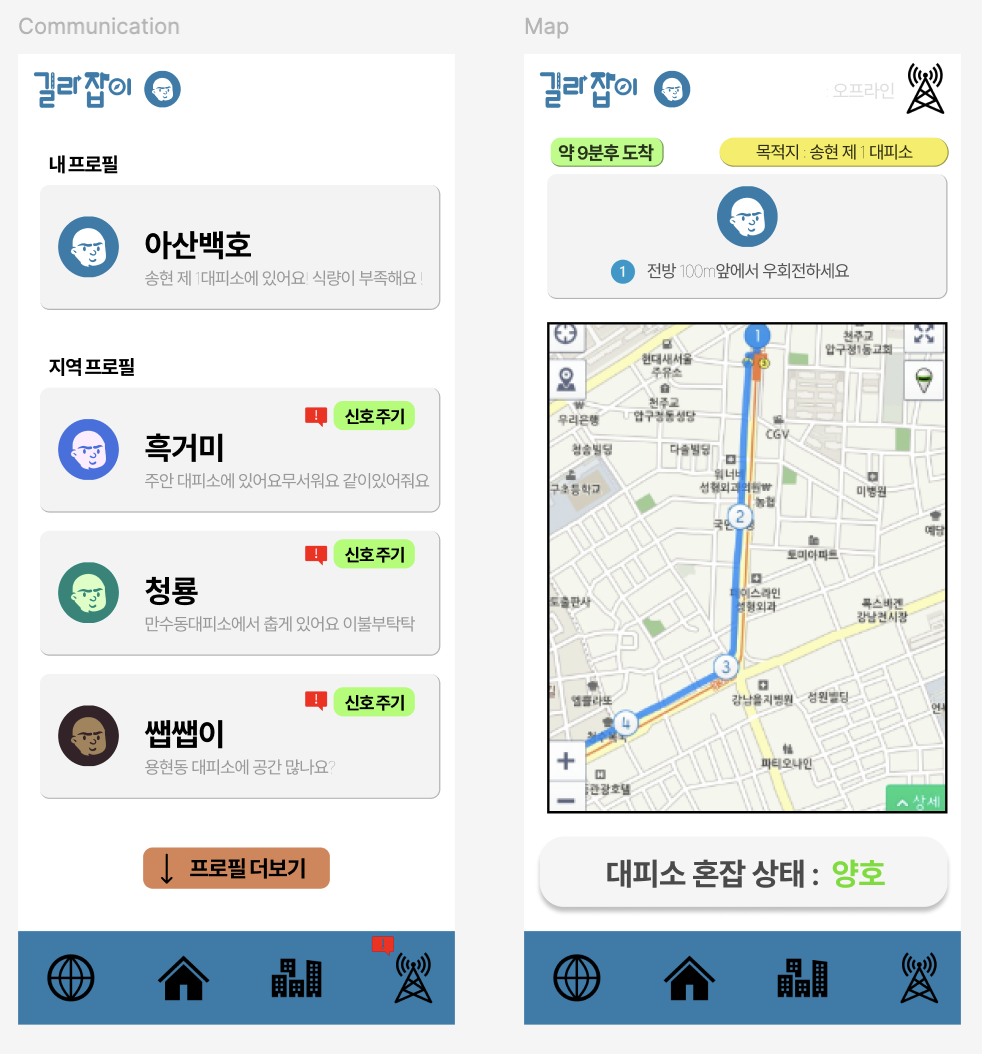 Communication
길라잡이
내 프로필
아산백호
송현 제 1대피소에 있어요! 식량이 부족해요 !
지역 프로필
! 신호 주기
흑거미
주안 대피소에 있어요무서워요 같이있어줘요
! 신호 주기
청룡
만수동대피소에서 춥게 있어요 이불부탁탁
! 신호 주기
쌥쌥이
용현동 대피소에 공간 많나요?
↓ 프로필 더보기
!
Map
길라잡이
오프라인
약 9분후 도착
목적지 : 송현 제 1 대피소
1 전방 100m앞에서 우회전하세요
1
천주교
압구정1동교회
현대새서울
주유소
천주교
압구정통성당
우리은행
CGV
청송빌딩
다솔빌딩
워너비
성형외과의원
농협
구초등학교
미병원
2
국민
예당
토미아파트
페이스라인
성형외과
도출판사
폭스바겐
강남전시장
3
엘클라또
강남을지병원
성원빌딩
언
4
파티오나인
관광호텔
+
−
상세
대피소 혼잡 상태 : 양호